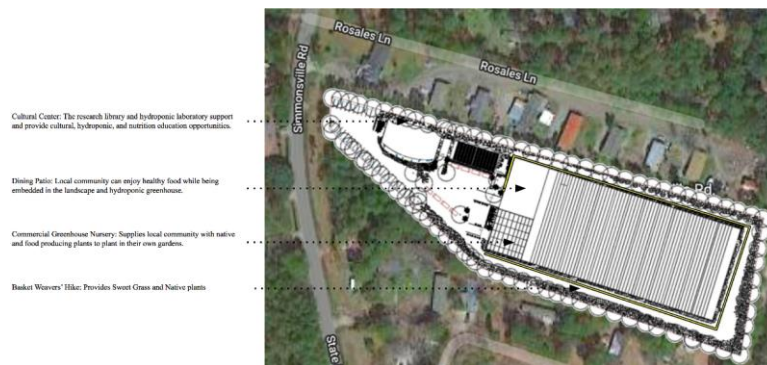 Rosales Ln
Rosales Ln
Simmonsville Rd
Cultural Center: The research library and hydroponic laboratory support
and provide cultural, hydroponic, and nutrition education opportunities.
Dining Patio: Local community can enjoy healthy food while being
embedded in the landscape and hydroponic greenhouse.
Rd
Commercial Greenhouse Nursery: Supplies local community with native
and food producing plants to plant in their own gardens.
Basket Weavers' Hike: Provides Sweet Grass and Native plants
State